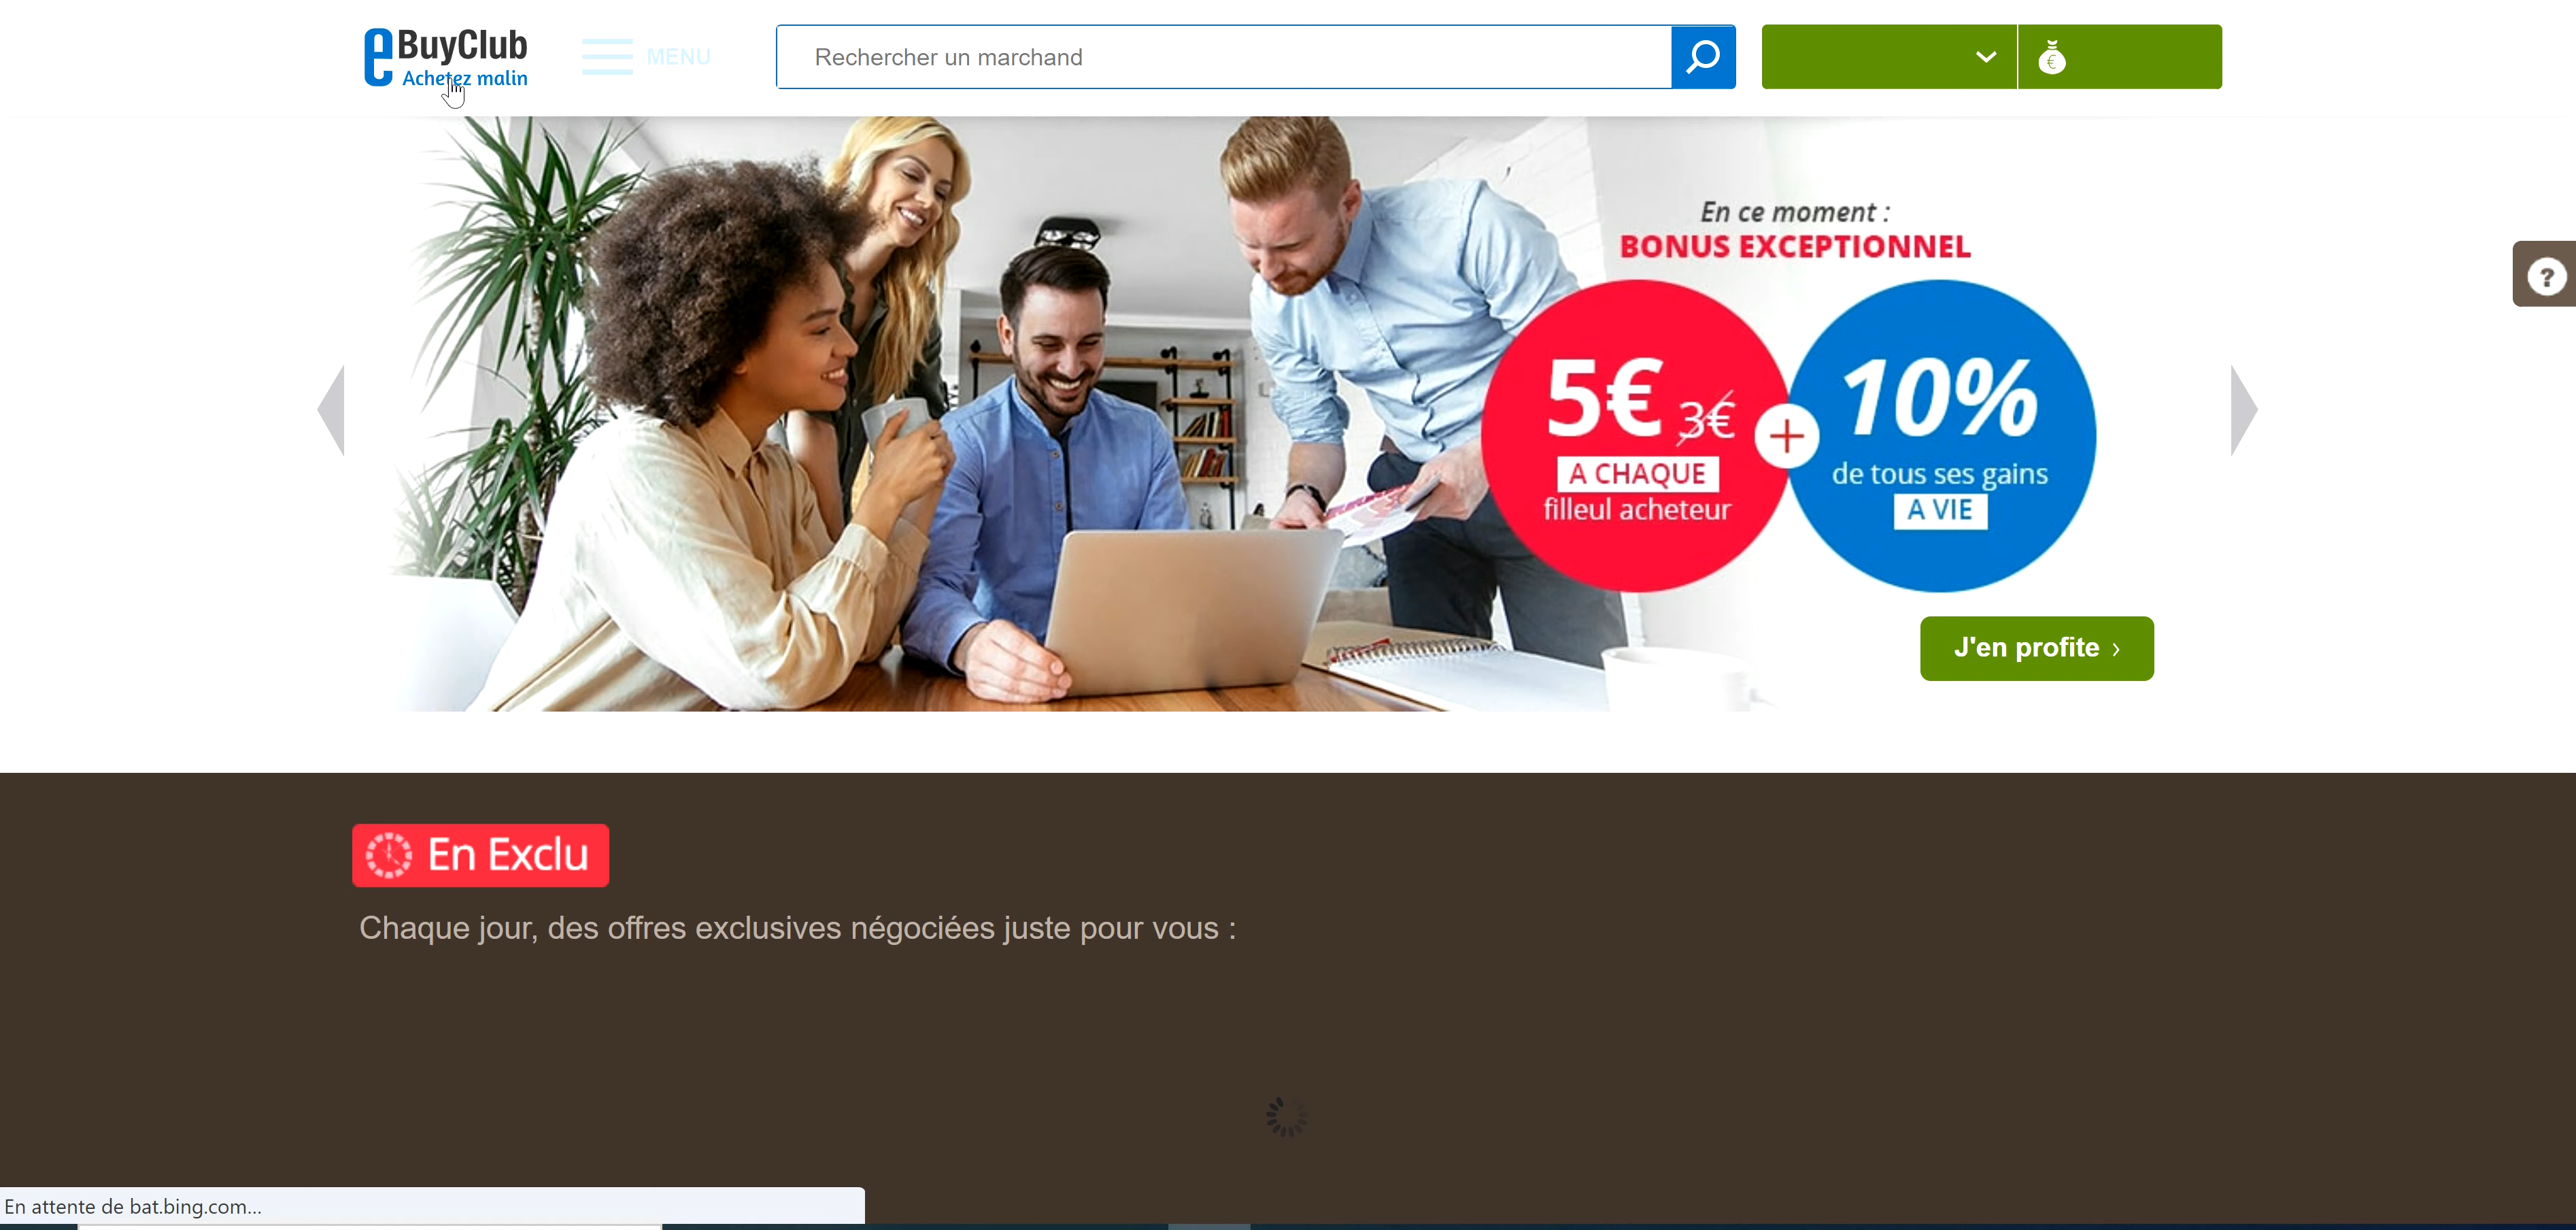 eBuyClub
Achetez malin
MENU
Rechercher un marchand
€
En ce moment :
BONUS EXCEPTIONNEL
?
5€ 3€
A CHAQUE
filleul acheteur
+
10%
de tous ses gains
A VIE
J'en profite ›
En Exclu
Chaque jour, des offres exclusives négociées juste pour vous :
En attente de bat.bing.com...